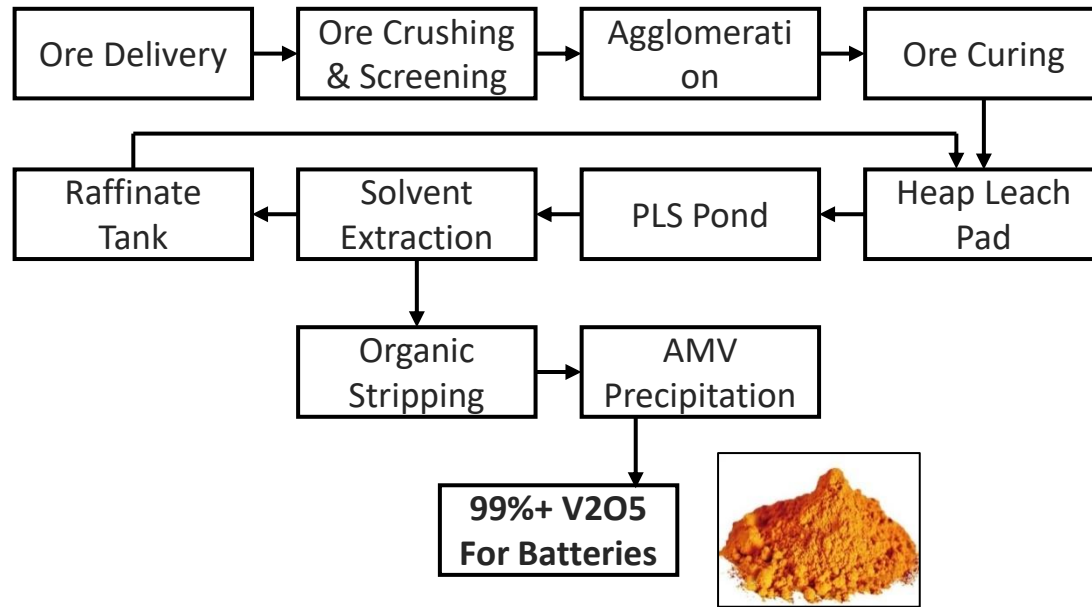 Ore Delivery
Ore Crushing
& Screening
Agglomerati
on
Ore Curing
Raffinate
Tank
Solvent
Extraction
PLS Pond
Heap Leach
Pad
Organic
Stripping
AMV
Precipitation
99%+ V2O5
For Batteries